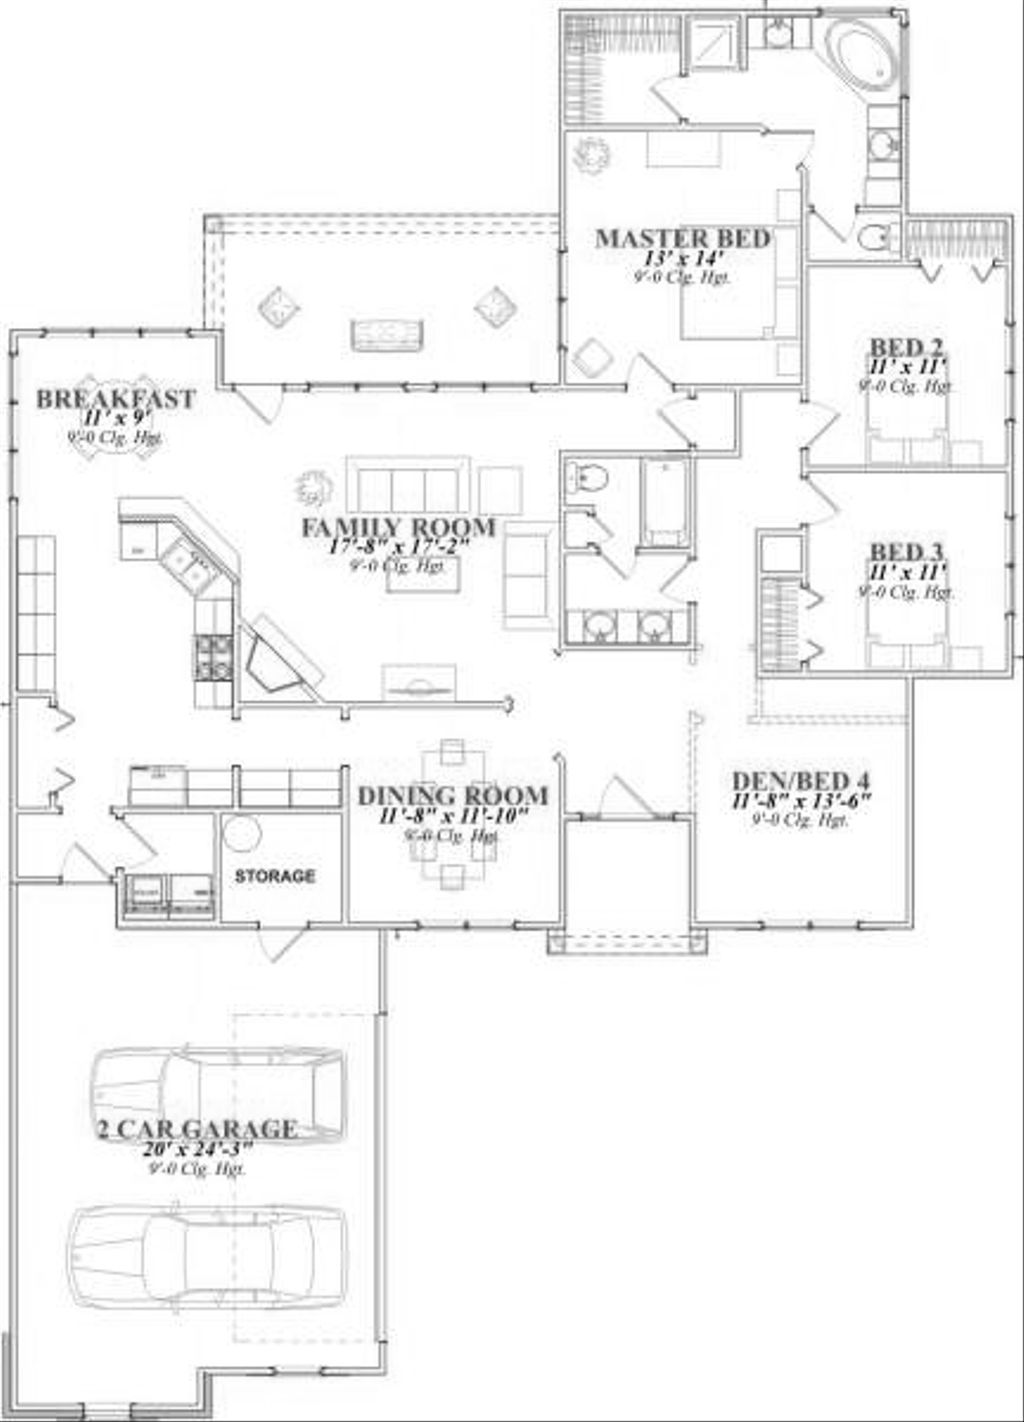 MASTER BED
13' x 14'
9'-0 Clg. Hgt.
BED 2
11' x 11'
9'-0 Clg. Hgt.
BREAKFAST
11' x 9'
9'-0 Clg. Hgt.
FAMILY ROOM
17'-8" x 17'-2"
9'-0 Clg. Hgt.
BED 3
11' x 11'
9'-0 Clg. Hgt.
DEN/BED 4
11'-8" x 13'-6"
9'-0 Clg. Hgt.
DINING ROOM
11'-8" x 11'-10"
9'-0 Clg. Hgt.
STORAGE
2 CAR GARAGE
20' x 24'-3"
9'-0 Clg. Hgt.